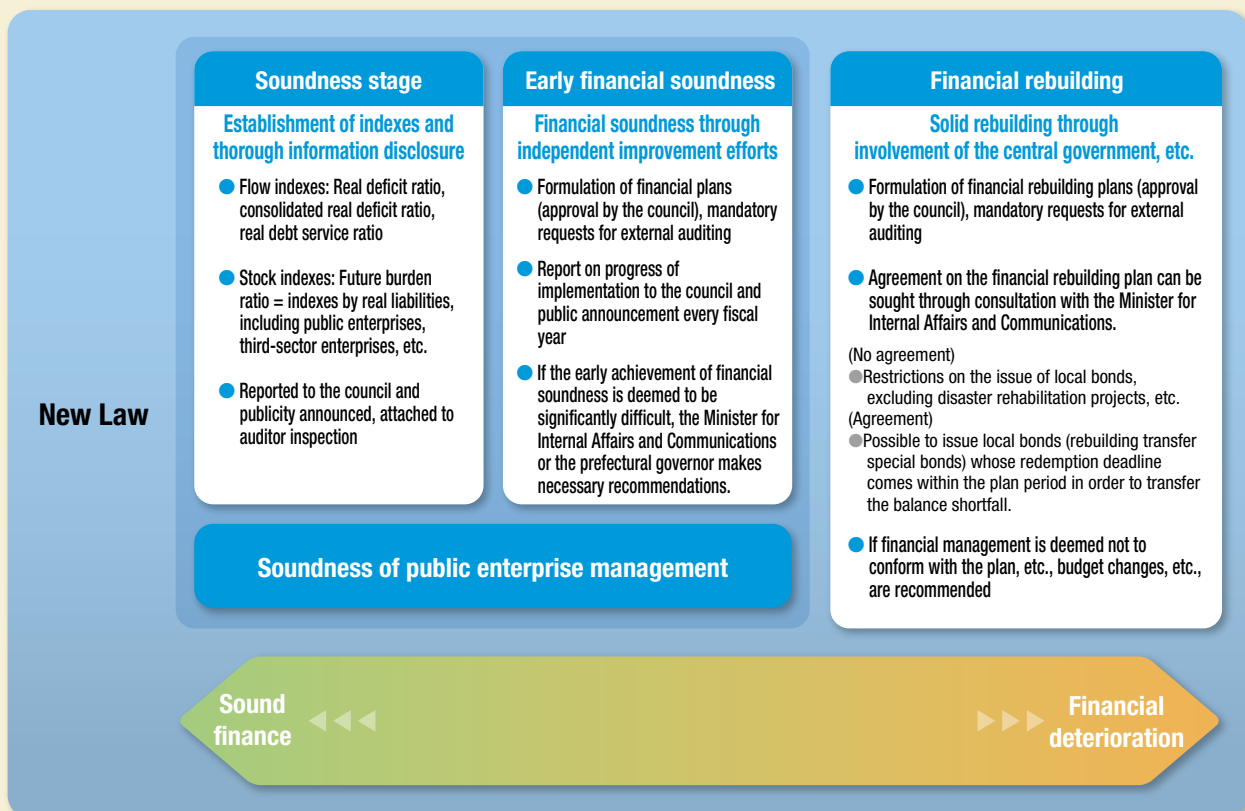 New Law
Soundness stage
Establishment of indexes and
thorough information disclosure
● Flow indexes: Real deficit ratio,
consolidated real deficit ratio,
real debt service ratio
● Stock indexes: Future burden
ratio = indexes by real liabilities,
including public enterprises,
third-sector enterprises, etc.
● Reported to the council and
publicity announced, attached to
auditor inspection
Early financial soundness
Financial soundness through
independent improvement efforts
● Formulation of financial plans
(approval by the council), mandatory
requests for external auditing
● Report on progress of
implementation to the council and
public announcement every fiscal
year
● If the early achievement of financial
soundness is deemed to be
significantly difficult, the Minister for
Internal Affairs and Communications
or the prefectural governor makes
necessary recommendations.
Soundness of public enterprise management
Financial rebuilding
Solid rebuilding through
involvement of the central government, etc.
● Formulation of financial rebuilding plans (approval
by the council), mandatory requests for external
auditing
● Agreement on the financial rebuilding plan can be
sought through consultation with the Minister for
Internal Affairs and Communications.
(No agreement)
●Restrictions on the issue of local bonds,
excluding disaster rehabilitation projects, etc.
(Agreement)
●Possible to issue local bonds (rebuilding transfer
special bonds) whose redemption deadline
comes within the plan period in order to transfer
the balance shortfall.
● If financial management is deemed not to
conform with the plan, etc., budget changes, etc.,
are recommended
Sound
finance
Financial
deterioration